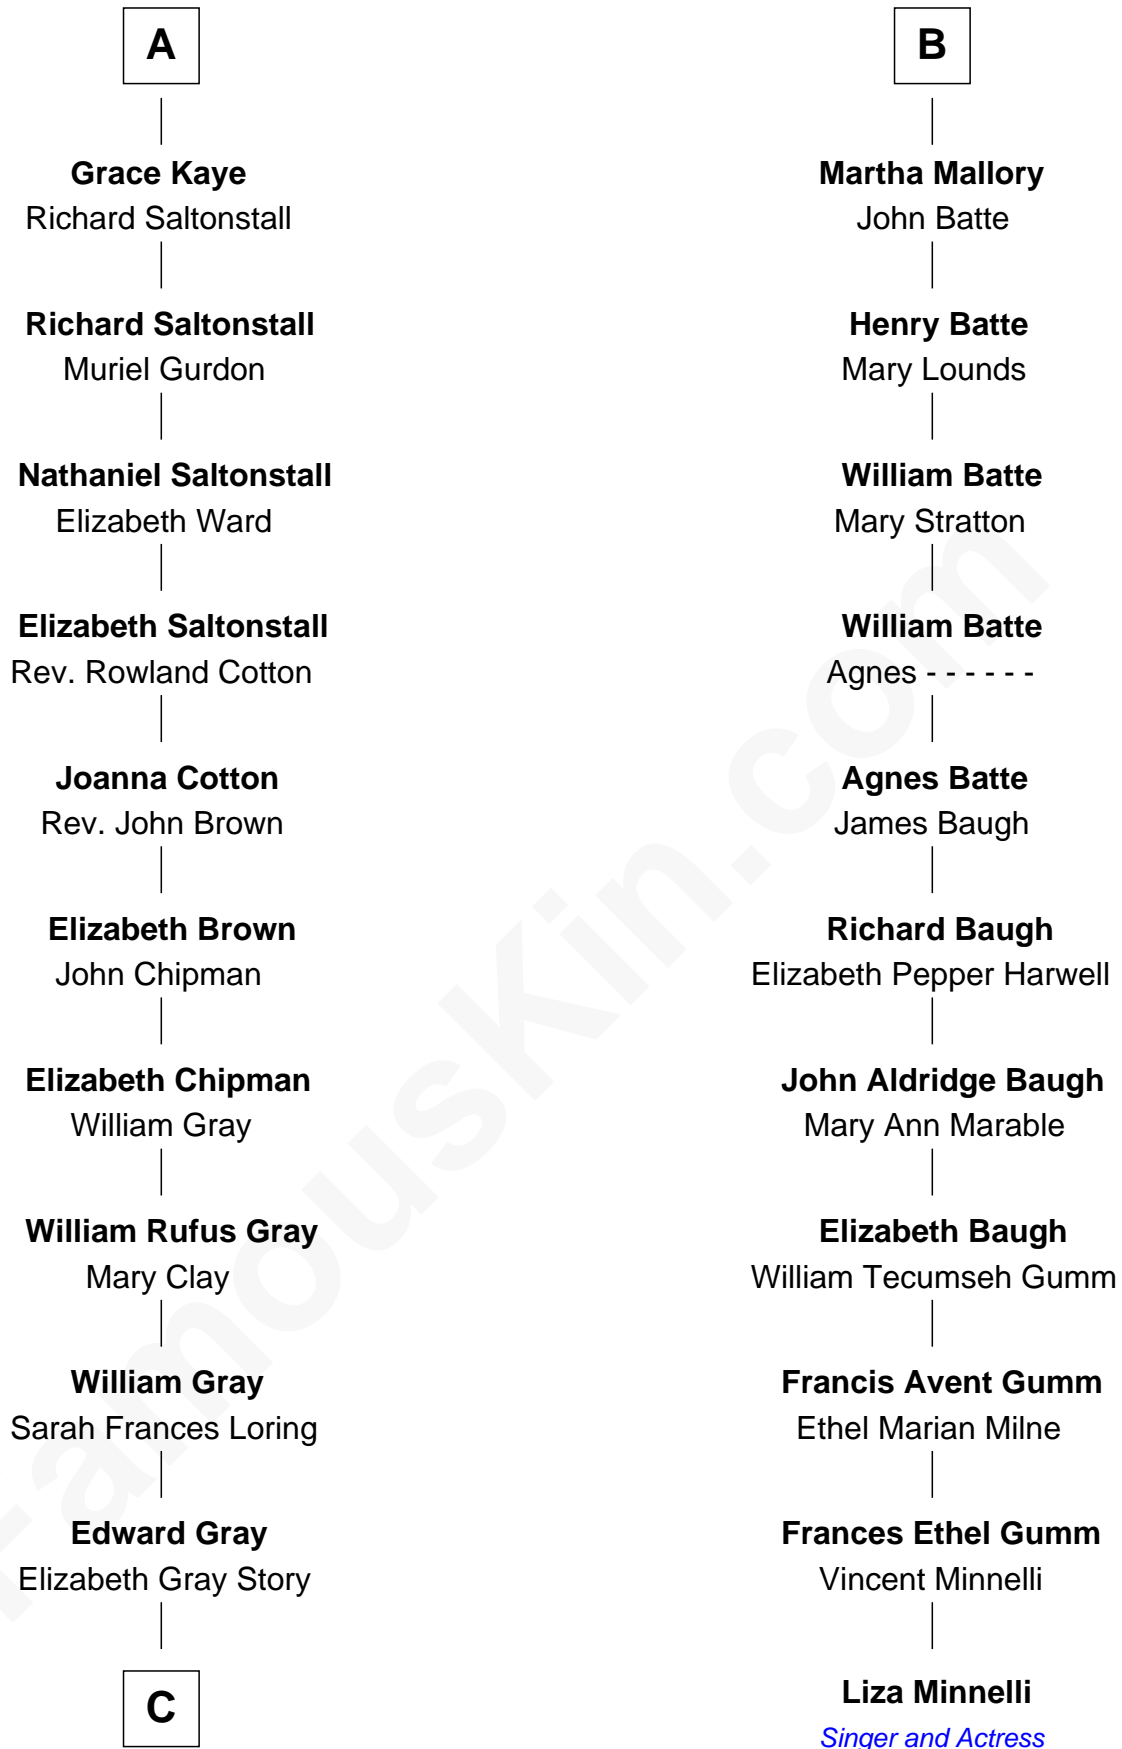 A
Grace Kaye
Richard Saltonstall
Richard Saltonstall
Muriel Gurdon
Nathaniel Saltonstall
Elizabeth Ward
Elizabeth Saltonstall
Rev. Rowland Cotton
Joanna Cotton
Rev. John Brown
Elizabeth Brown
John Chipman
Elizabeth Chipman
William Gray
William Rufus Gray
Mary Clay
William Gray
Sarah Frances Loring
Edward Gray
Elizabeth Gray Story
C
B
Martha Mallory
John Batte
Henry Batte
Mary Lounds
William Batte
Mary Stratton
William Batte
Agnes - - - - - -
Agnes Batte
James Baugh
Richard Baugh
Elizabeth Pepper Harwell
John Aldridge Baugh
Mary Ann Marable
Elizabeth Baugh
William Tecumseh Gumm
Francis Avent Gumm
Ethel Marian Milne
Frances Ethel Gumm
Vincent Minnelli
Liza Minnelli
Singer and Actress
FamousKin.com